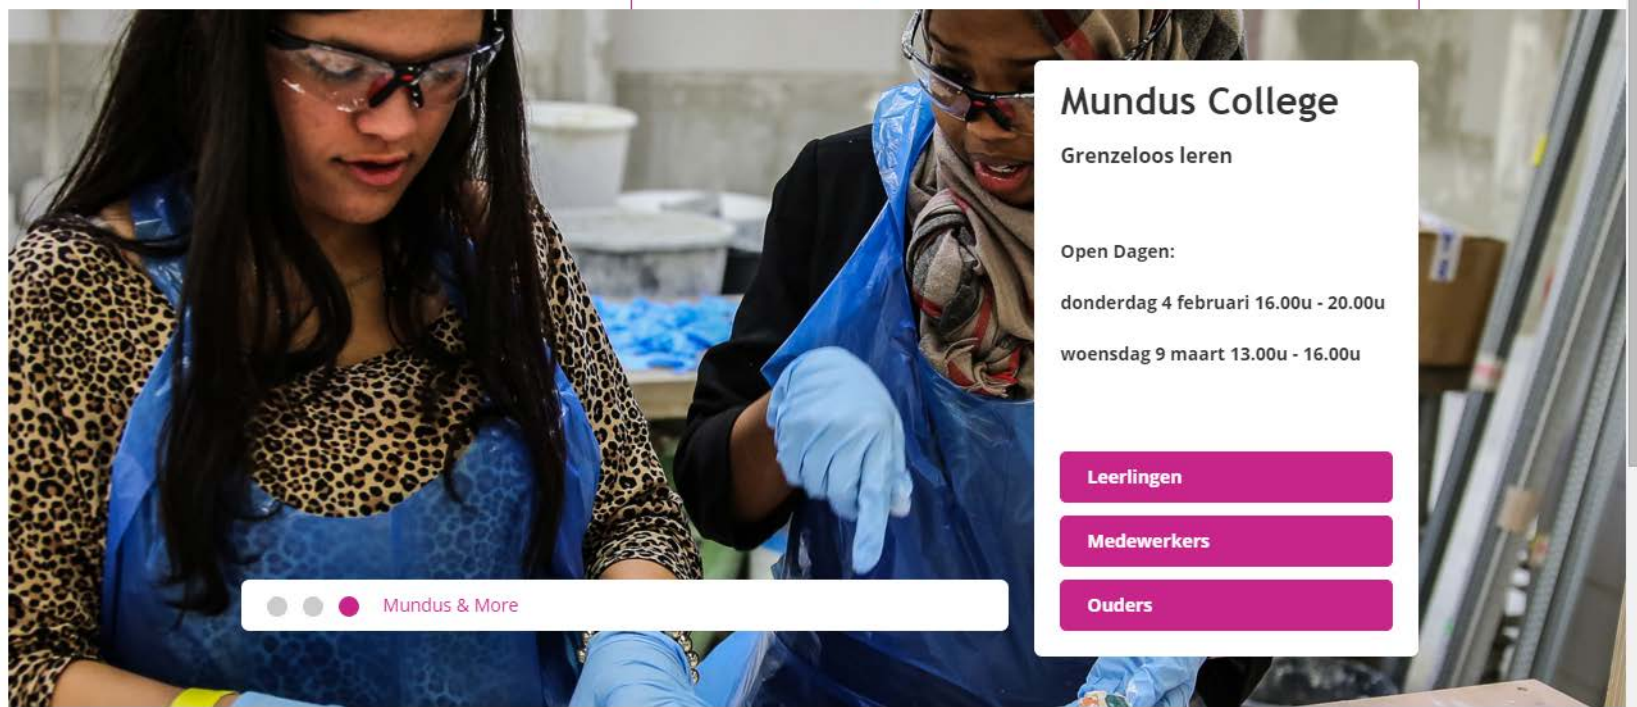 Mundus College
Grenzeloos leren
Open Dagen:
donderdag 4 februari 16.00u - 20.00u
woensdag 9 maart 13.00u - 16.00u
Leerlingen
Medewerkers
Ouders
Mundus & More